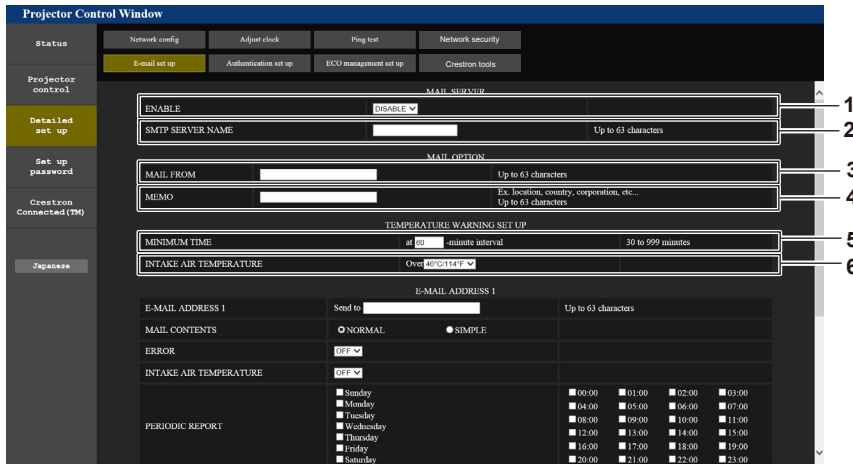 Projector Control Window
Status
Projector
control
Detailed
set up
Set up
password
Crestron
Connected(TM)
Japanese
Network config Adjust clock Ping test Network security
E-mail set up Authentication set up ECO management set up Crestron tools
MAIL SERVER
ENABLE DISABLE 1
SMTP SERVER NAME Up to 63 characters 2
MAIL OPTION
MAIL FROM Up to 63 characters 3
MEMO Ex. location, country, corporation, etc... 4
Up to 63 characters
TEMPERATURE WARNING SET UP
MINIMUM TIME at 60 -minute interval 30 to 999 minutes 5
INTAKE AIR TEMPERATURE Over 46°C/114°F 6
E-MAIL ADDRESS 1
E-MAIL ADDRESS 1 Send to Up to 63 characters
MAIL CONTENTS NORMAL SIMPLE
ERROR OFF
INTAKE AIR TEMPERATURE OFF
PERIODIC REPORT
Sunday
Monday
Tuesday
Wednesday
Thursday
Friday
Saturday
00:00 01:00 02:00 03:00
04:00 05:00 06:00 07:00
08:00 09:00 10:00 11:00
12:00 13:00 14:00 15:00
16:00 17:00 18:00 19:00
20:00 21:00 22:00 23:00